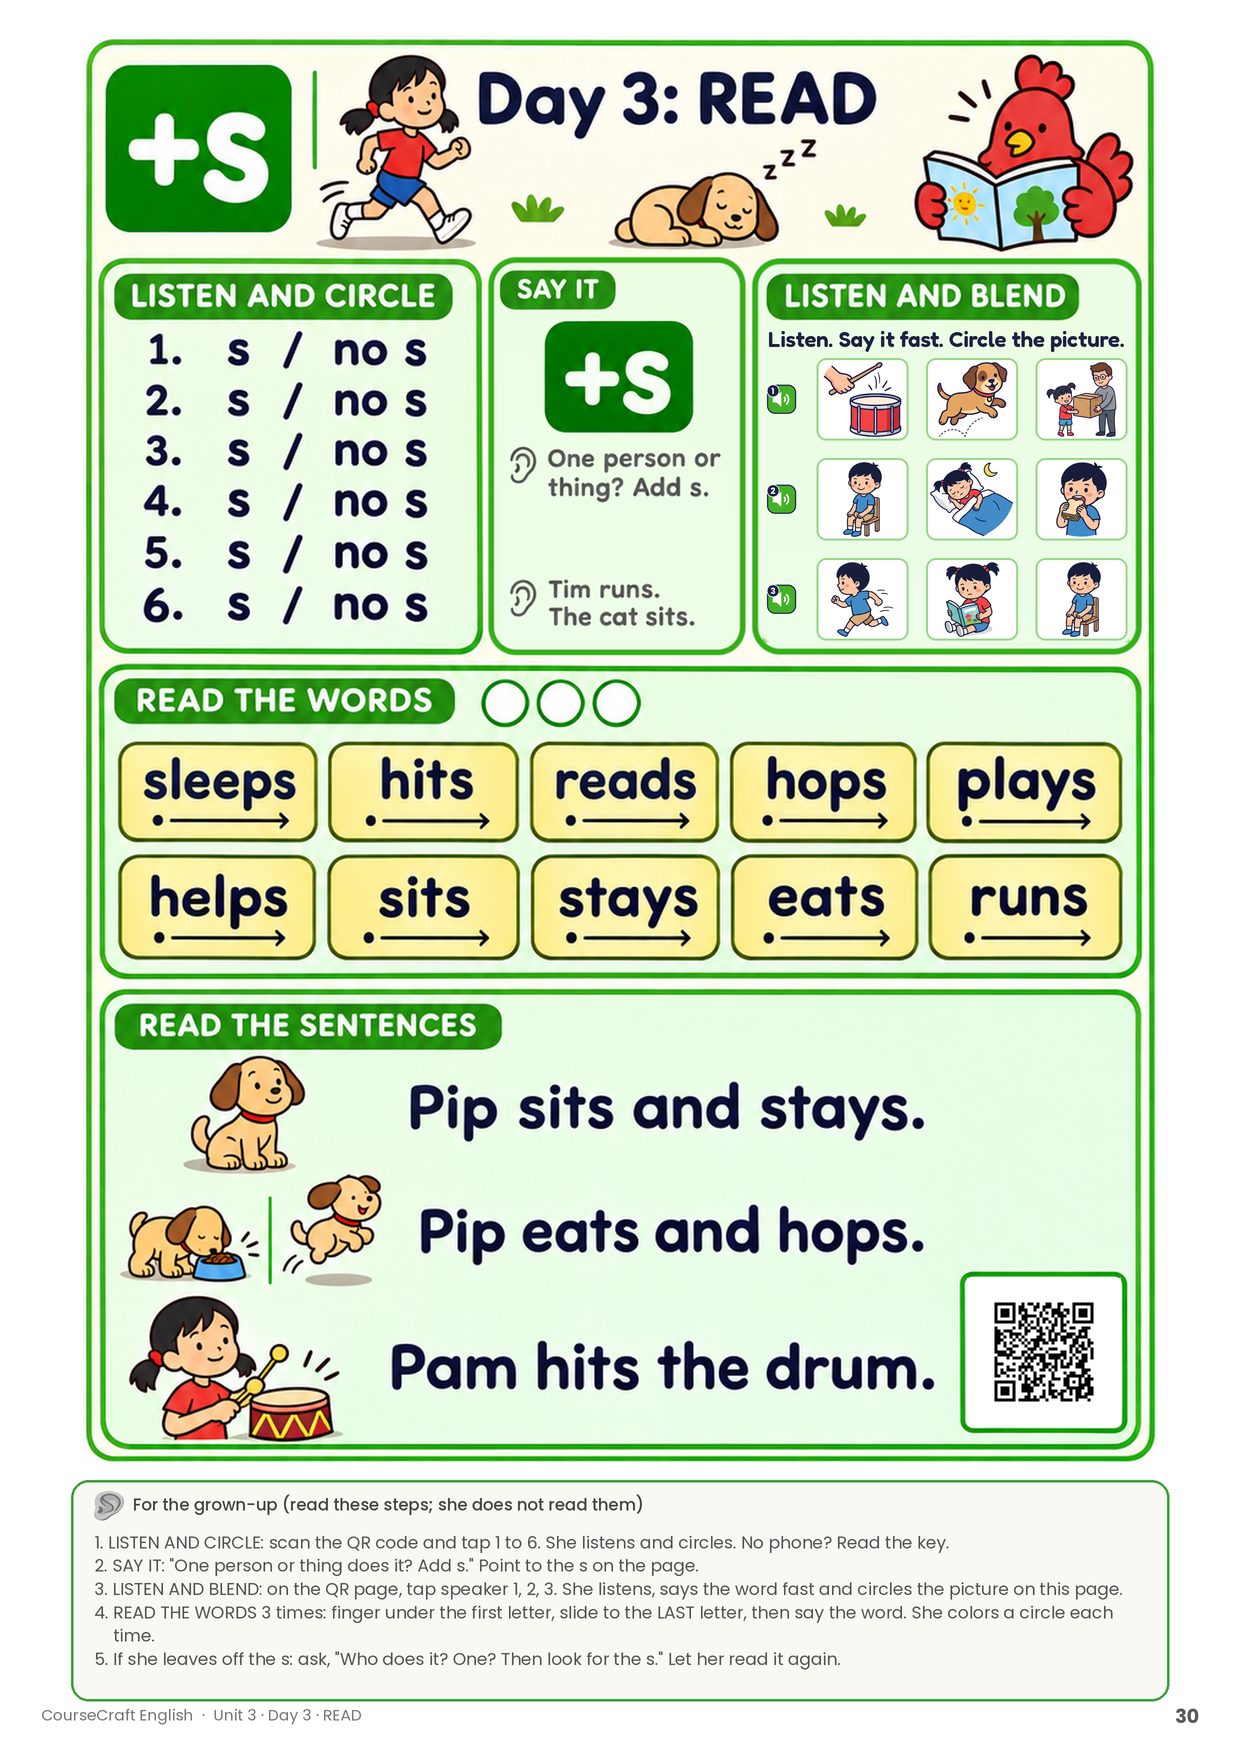 +s
Day 3: READ
z z z
LISTEN AND CIRCLE
1. s / no s
2. s / no s
3. s / no s
4. s / no s
5. s / no s
6. s / no s
SAY IT
+s
One person or
thing? Add s.
Tim runs.
The cat sits.
LISTEN AND BLEND
Listen. Say it fast. Circle the picture.
1
2
3
READ THE WORDS
sleeps hits reads hops plays
helps sits stays eats runs
READ THE SENTENCES
Pip sits and stays.
Pip eats and hops.
Pam hits the drum.
For the grown-up (read these steps; she does not read them)
1. LISTEN AND CIRCLE: scan the QR code and tap 1 to 6. She listens and circles. No phone? Read the key.
2. SAY IT: "One person or thing does it? Add s." Point to the s on the page.
3. LISTEN AND BLEND: on the QR page, tap speaker 1, 2, 3. She listens, says the word fast and circles the picture on this page.
4. READ THE WORDS 3 times: finger under the first letter, slide to the LAST letter, then say the word. She colors a circle each
time.
5. If she leaves off the s: ask, "Who does it? One? Then look for the s." Let her read it again.
CourseCraft English · Unit 3 · Day 3 · READ
30